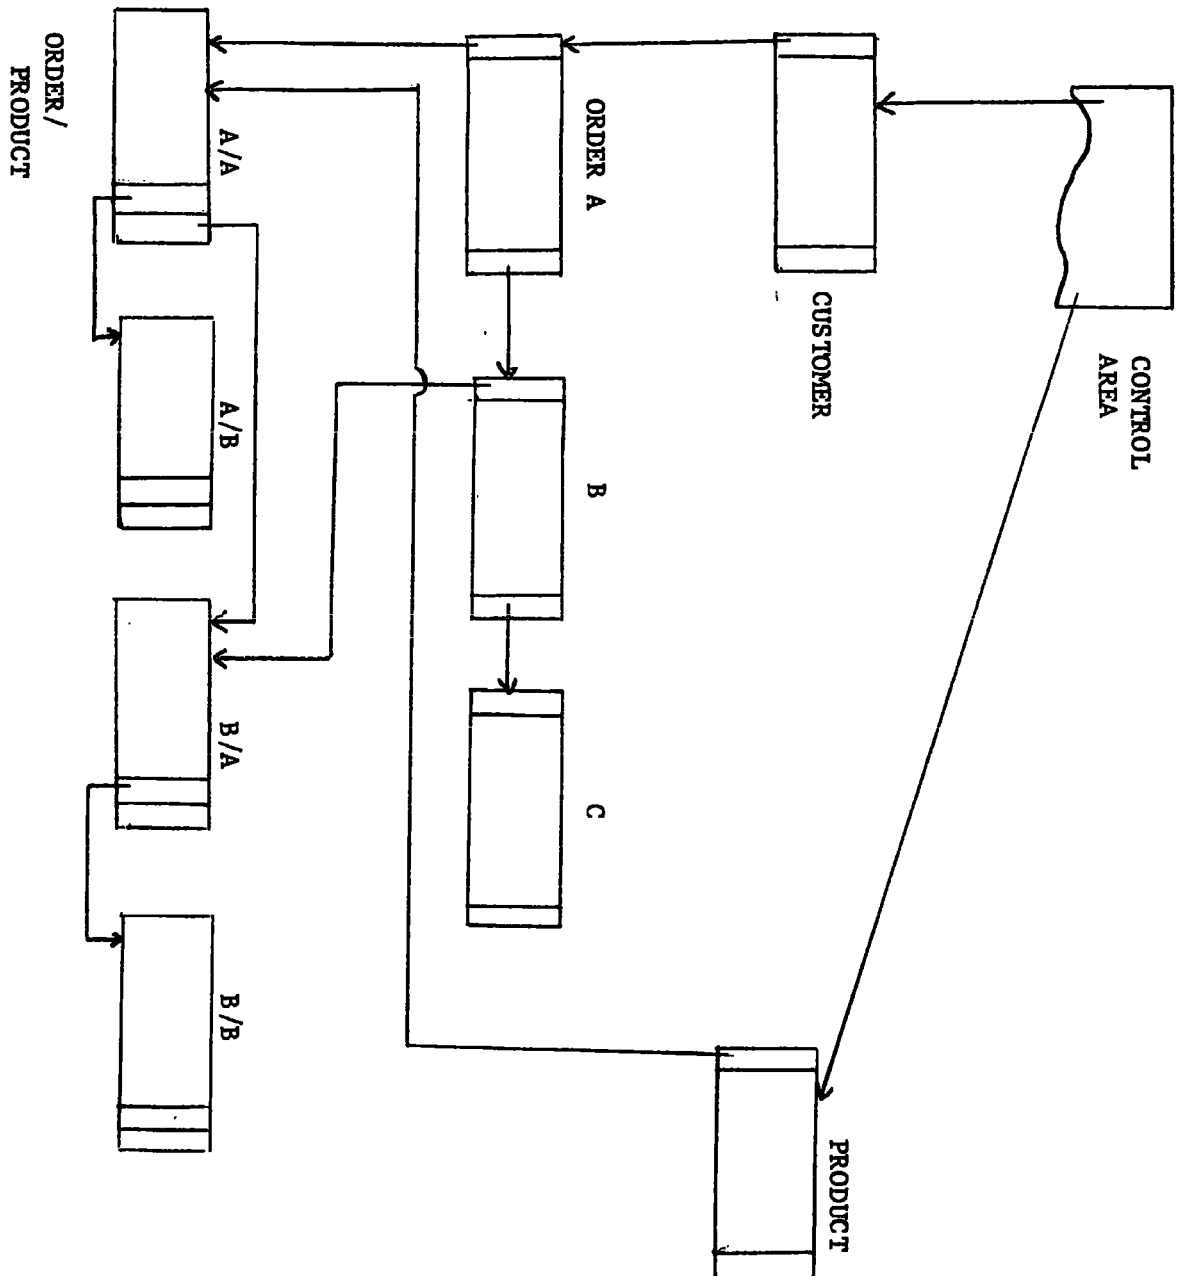 CONTROL
AREA
CUSTOMER
PRODUCT
ORDER A
B
C
A/A
A/B
B/A
B/B
ORDER/
PRODUCT